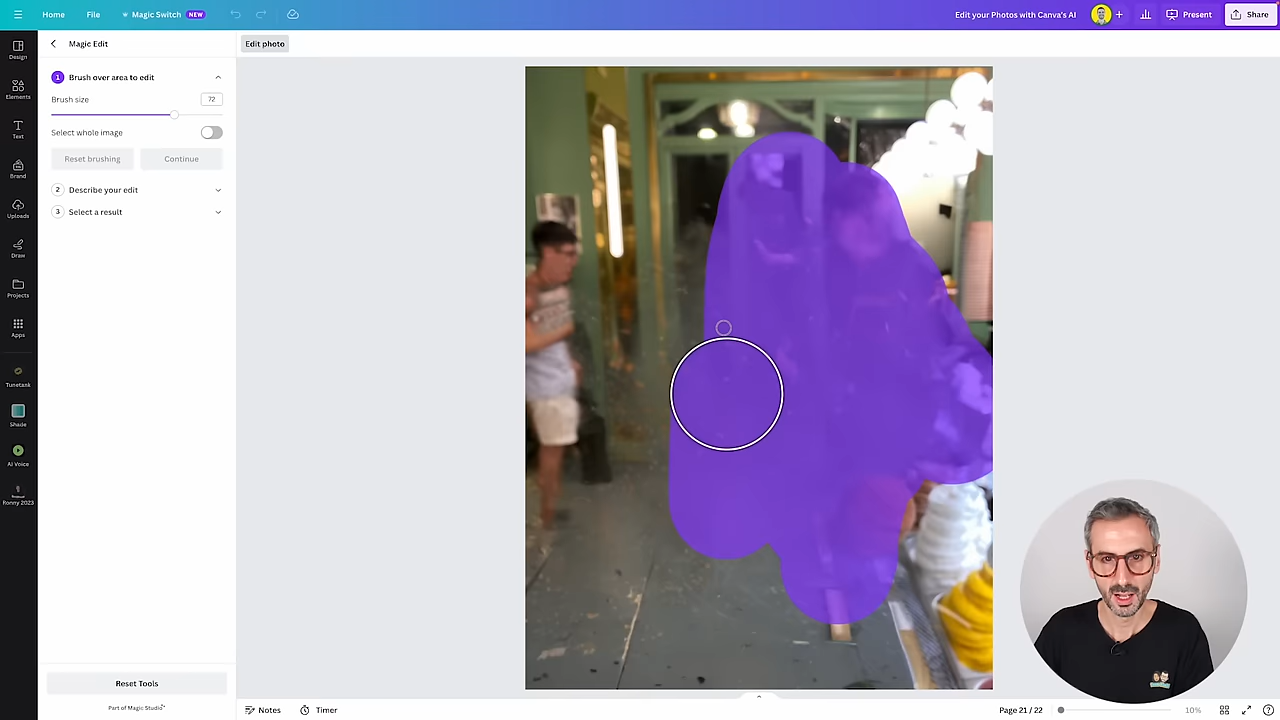 Home File Magic Switch NEW Edit your Photos with Canva's AI Present Share
Design
Elements
Text
Brand
Uploads
Draw
Projects
Apps
Tunetank
Shade
AI Voice
Ronny 2023
Magic Edit
1 Brush over area to edit
Brush size 72
Select whole image
Reset brushing Continue
2 Describe your edit
3 Select a result
Reset Tools
Part of Magic Studio
Edit photo
Notes Timer Page 21 / 22 10%